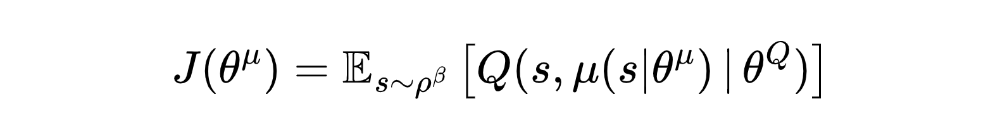 J(θ^μ) = 𝔼_{s∼ρ^β} [Q(s, μ(s|θ^μ) | θ^Q)]